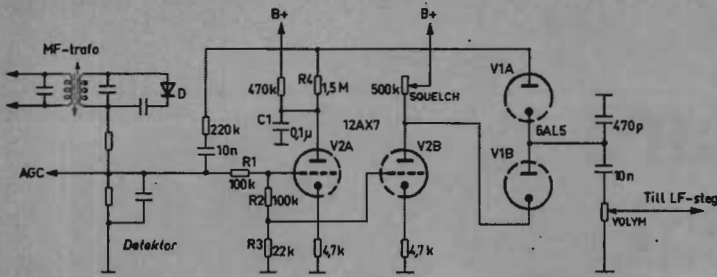 B+
B+
MF-trafo
D
470k
R4
1,5 M
500k
SQUELCH
V1A
6AL5
470p
C1
0,1µ
12AX7
220k
10n
V2A
V2B
V1B
10n
AGC
R1
100k
R2
100k
Till LF-steg
VOLYM
Detektor
R3
22k
4,7k
4,7k